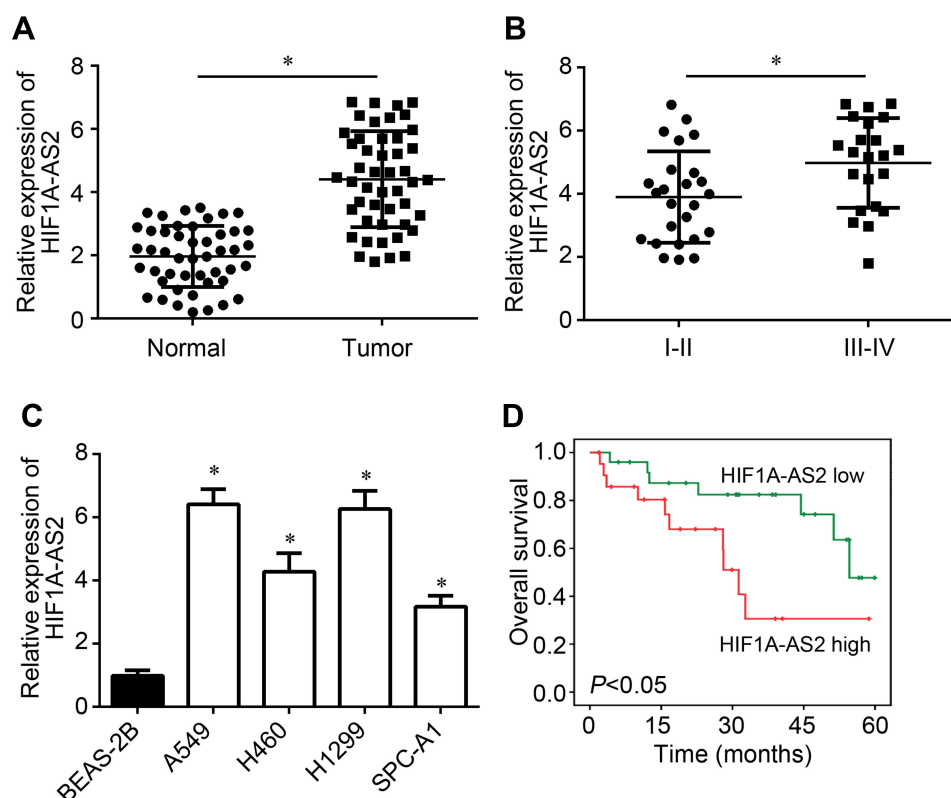 A
Relative expression of
HIF1A-AS2
8
6
4
2
0
*
Normal
Tumor
B
Relative expression of
HIF1A-AS2
8
6
4
2
0
*
I-II
III-IV
C
Relative expression of
HIF1A-AS2
8
6
4
2
0
*
*
*
*
BEAS-2B
A549
H460
H1299
SPC-A1
D
Overall survival
1.0
0.8
0.6
0.4
0.2
0.0
HIF1A-AS2 low
HIF1A-AS2 high
P<0.05
0
15
30
45
60
Time (months)